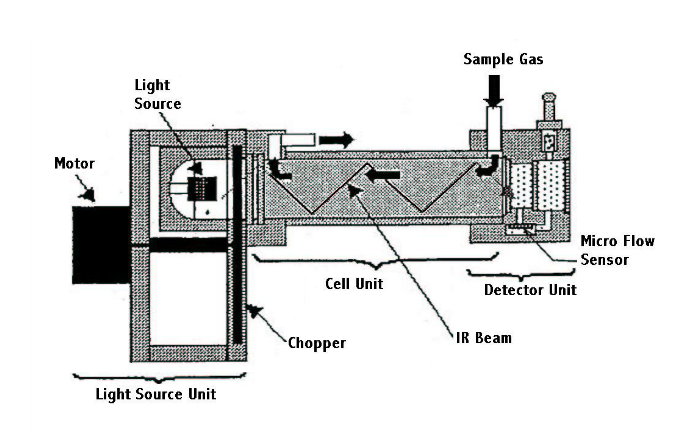 Sample Gas
Light
Source
Motor
Micro Flow
Sensor
Cell Unit
Detector Unit
IR Beam
Chopper
Light Source Unit